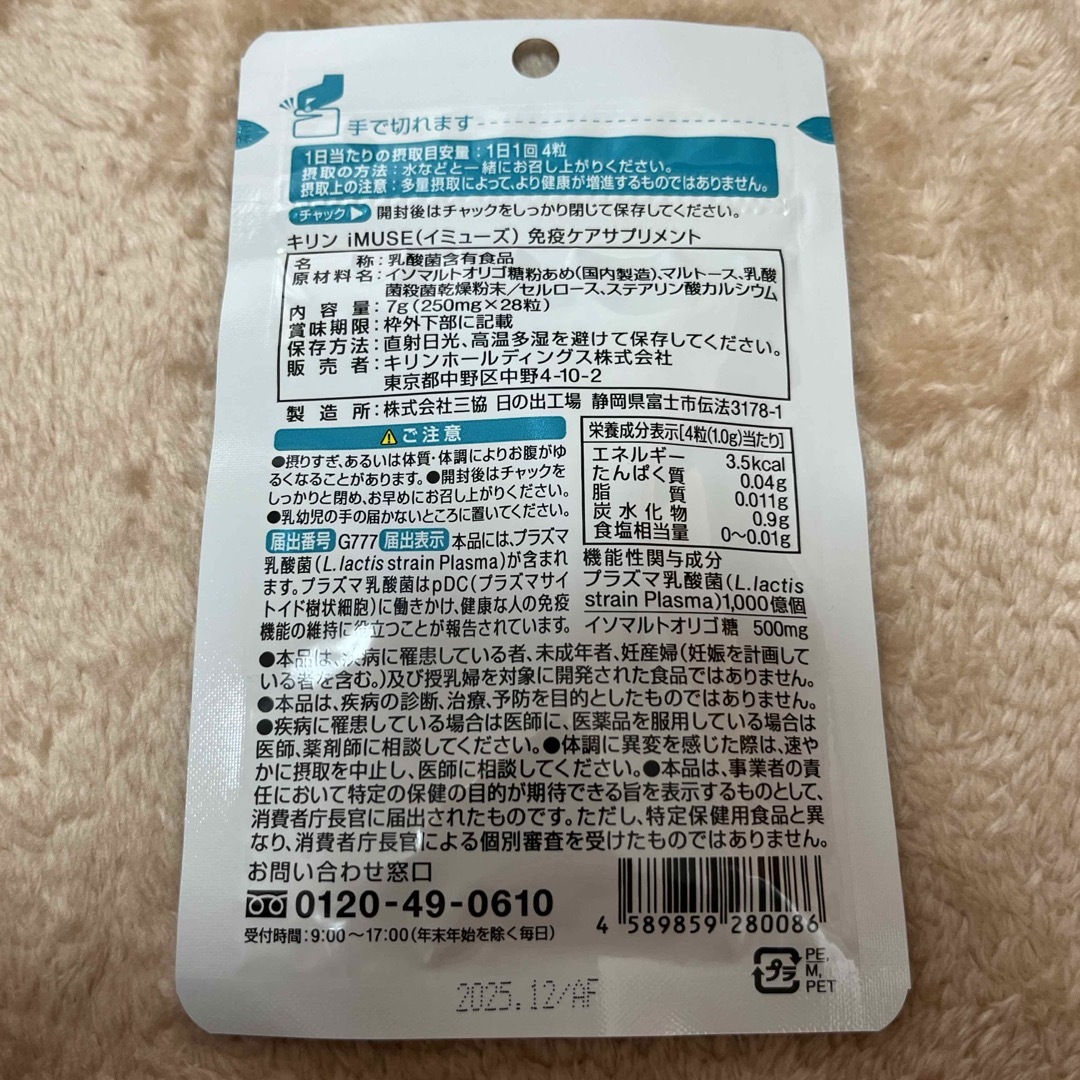 手で切れます
1日当たりの摂取目安量：1日1回4粒
摂取の方法：水などと一緒にお召し上がりください。
摂取上の注意：多量摂取によって、より健康が増進するものではありません。
チャック▶ 開封後はチャックをしっかり閉じて保存してください。
キリン iMUSE（イミューズ） 免疫ケアサプリメント
名称：乳酸菌含有食品
原材料名：イソマルトオリゴ糖粉あめ（国内製造）、マルトース、乳酸
菌殺菌乾燥粉末／セルロース、ステアリン酸カルシウム
内容量：7g（250mg×28粒）
賞味期限：枠外下部に記載
保存方法：直射日光、高温多湿を避けて保存してください。
販売者：キリンホールディングス株式会社
東京都中野区中野4-10-2
製造所：株式会社三協 日の出工場 静岡県富士市伝法3178-1
⚠ご注意
●摂りすぎ、あるいは体質・体調によりお腹がゆ
るくなることがあります。●開封後はチャックを
しっかりと閉め、お早めにお召し上がりください。
●乳幼児の手の届かないところに置いてください。
届出番号 G777 届出表示 本品には、プラズマ
乳酸菌（L. lactis strain Plasma）が含まれ
ます。プラズマ乳酸菌はpDC（プラズマサイ
トイド樹状細胞）に働きかけ、健康な人の免疫
機能の維持に役立つことが報告されています。
栄養成分表示［4粒（1.0g）当たり］
エネルギー 3.5kcal
たんぱく質 0.04g
脂質 0.011g
炭水化物 0.9g
食塩相当量 0〜0.01g
機能性関与成分
プラズマ乳酸菌（L. lactis
strain Plasma）1,000億個
イソマルトオリゴ糖 500mg
●本品は、疾病に罹患している者、未成年者、妊産婦（妊娠を計画して
いる者を含む。）及び授乳婦を対象に開発された食品ではありません。
●本品は、疾病の診断、治療、予防を目的としたものではありません。
●疾病に罹患している場合は医師に、医薬品を服用している場合は
医師、薬剤師に相談してください。●体調に異変を感じた際は、速や
かに摂取を中止し、医師に相談してください。●本品は、事業者の責
任において特定の保健の目的が期待できる旨を表示するものとして、
消費者庁長官に届出されたものです。ただし、特定保健用食品と異
なり、消費者庁長官による個別審査を受けたものではありません。
お問い合わせ窓口
0120-49-0610
受付時間：9:00〜17:00（年末年始を除く毎日）
4 589859 280086
プラ
PE,
M,
PET
2025.12/AF